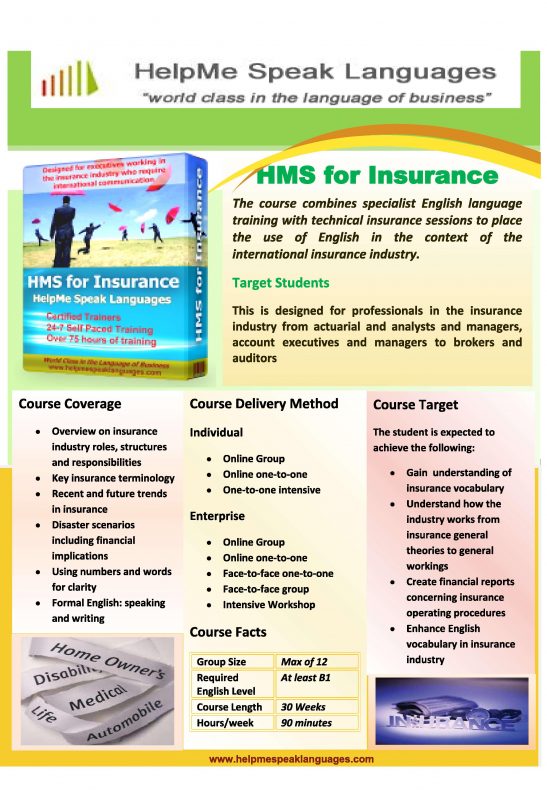 HelpMe Speak Languages
"world class in the language of business"
Designed for executives working in
the insurance industry who require
international communication.
HMS for Insurance
HelpMe Speak Languages
Certified Trainers
24-7 Self Paced Training
Over 75 hours of training
World Class in the Language of Business
www.helpmespeaklanguages.com
HMS for Insurance
HMS for Insurance
The course combines specialist English language
training with technical insurance sessions to place
the use of English in the context of the
international insurance industry.
Target Students
This is designed for professionals in the insurance
industry from actuarial and analysts and managers,
account executives and managers to brokers and
auditors
Course Coverage
• Overview on insurance
industry roles, structures
and responsibilities
• Key insurance terminology
• Recent and future trends
in insurance
• Disaster scenarios
including financial
implications
• Using numbers and words
for clarity
• Formal English: speaking
and writing
Home Owner's
Disability
Medical
Life
Automobile
Course Delivery Method
Individual
• Online Group
• Online one-to-one
• One-to-one intensive
Enterprise
• Online Group
• Online one-to-one
• Face-to-face one-to-one
• Face-to-face group
• Intensive Workshop
Course Facts
Group Size Max of 12
Required At least B1
English Level
Course Length 30 Weeks
Hours/week 90 minutes
Course Target
The student is expected to
achieve the following:
• Gain understanding of
insurance vocabulary
• Understand how the
industry works from
insurance general
theories to general
workings
• Create financial reports
concerning insurance
operating procedures
• Enhance English
vocabulary in insurance
industry
INSURANCE
www.helpmespeaklanguages.com